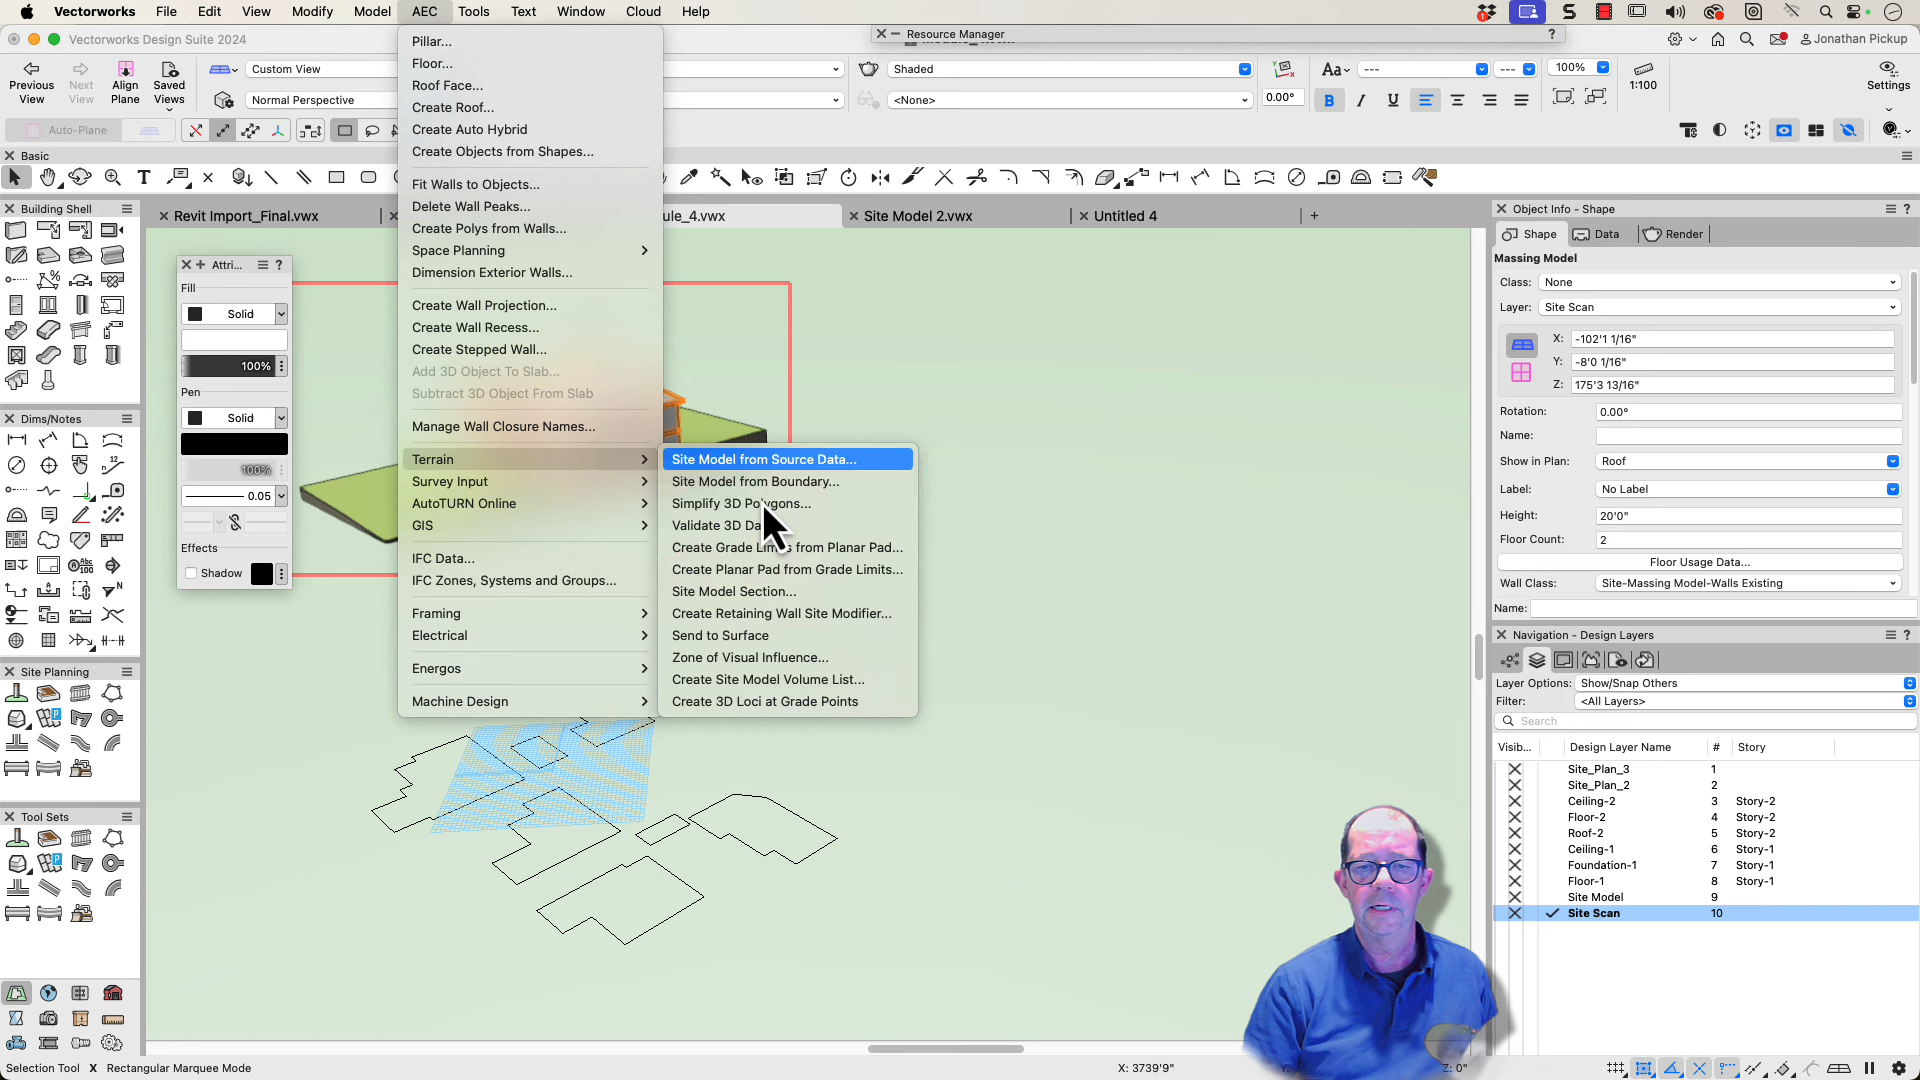 Vectorworks File Edit View Modify Model AEC Tools Text Window Cloud Help
Vectorworks Design Suite 2024
Resource Manager
Jonathan Pickup
Previous View
Next View
Align Plane
Saved Views
Custom View
Normal Perspective
Shaded
<None>
Aa
---
---
100%
0.00°
B I U
1:100
Settings
Auto-Plane
Basic
Building Shell
Revit Import_Final.vwx
ule_4.vwx
Site Model 2.vwx
Untitled 4
Pillar...
Floor...
Roof Face...
Create Roof...
Create Auto Hybrid
Create Objects from Shapes...
Fit Walls to Objects...
Delete Wall Peaks...
Create Polys from Walls...
Space Planning
Dimension Exterior Walls...
Create Wall Projection...
Create Wall Recess...
Create Stepped Wall...
Add 3D Object To Slab...
Subtract 3D Object From Slab
Manage Wall Closure Names...
Terrain
Survey Input
AutoTURN Online
GIS
IFC Data...
IFC Zones, Systems and Groups...
Framing
Electrical
Energos
Machine Design
Site Model from Source Data...
Site Model from Boundary...
Simplify 3D Polygons...
Validate 3D Da
Create Grade Limits from Planar Pad...
Create Planar Pad from Grade Limits...
Site Model Section...
Create Retaining Wall Site Modifier...
Send to Surface
Zone of Visual Influence...
Create Site Model Volume List...
Create 3D Loci at Grade Points
Attri...
Fill
Solid
100%
Pen
Solid
100%
0.05
Effects
Shadow
Dims/Notes
Site Planning
Tool Sets
Object Info - Shape
Shape Data Render
Massing Model
Class: None
Layer: Site Scan
X: -102'1 1/16"
Y: -8'0 1/16"
Z: 175'3 13/16"
Rotation: 0.00°
Name:
Show in Plan: Roof
Label: No Label
Height: 20'0"
Floor Count: 2
Floor Usage Data...
Wall Class: Site-Massing Model-Walls Existing
Name:
Navigation - Design Layers
Layer Options: Show/Snap Others
Filter: <All Layers>
Search
Visib... Design Layer Name # Story
Site_Plan_3 1
Site_Plan_2 2
Ceiling-2 3 Story-2
Floor-2 4 Story-2
Roof-2 5 Story-2
Ceiling-1 6 Story-1
Foundation-1 7 Story-1
Floor-1 8 Story-1
Site Model 9
Site Scan 10
Selection Tool X Rectangular Marquee Mode
X: 3739'9"
Z: 0"